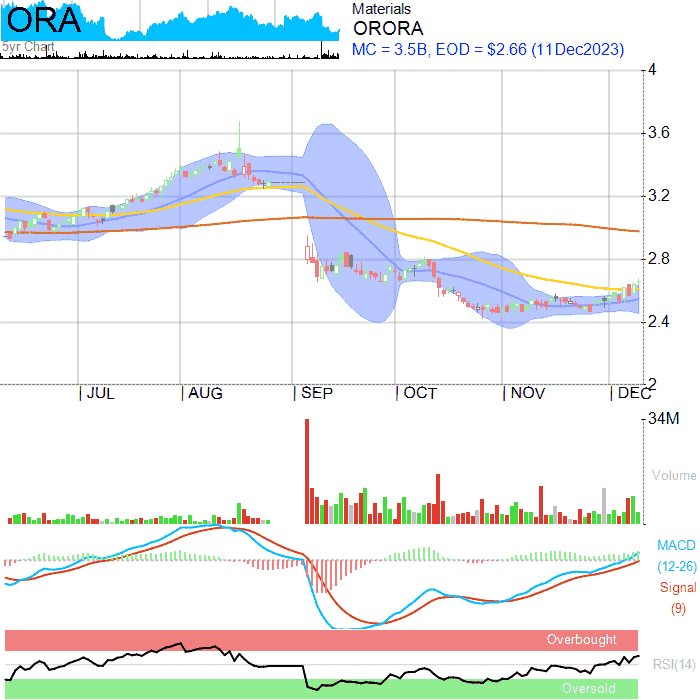 ORA
5yr Chart
Materials
ORORA
MC = 3.5B, EOD = $2.66 (11Dec2023)
4
3.6
3.2
2.8
2.4
2
JUL
AUG
SEP
OCT
NOV
DEC
34M
Volume
MACD
(12-26)
Signal
(9)
Overbought
RSI(14)
Oversold